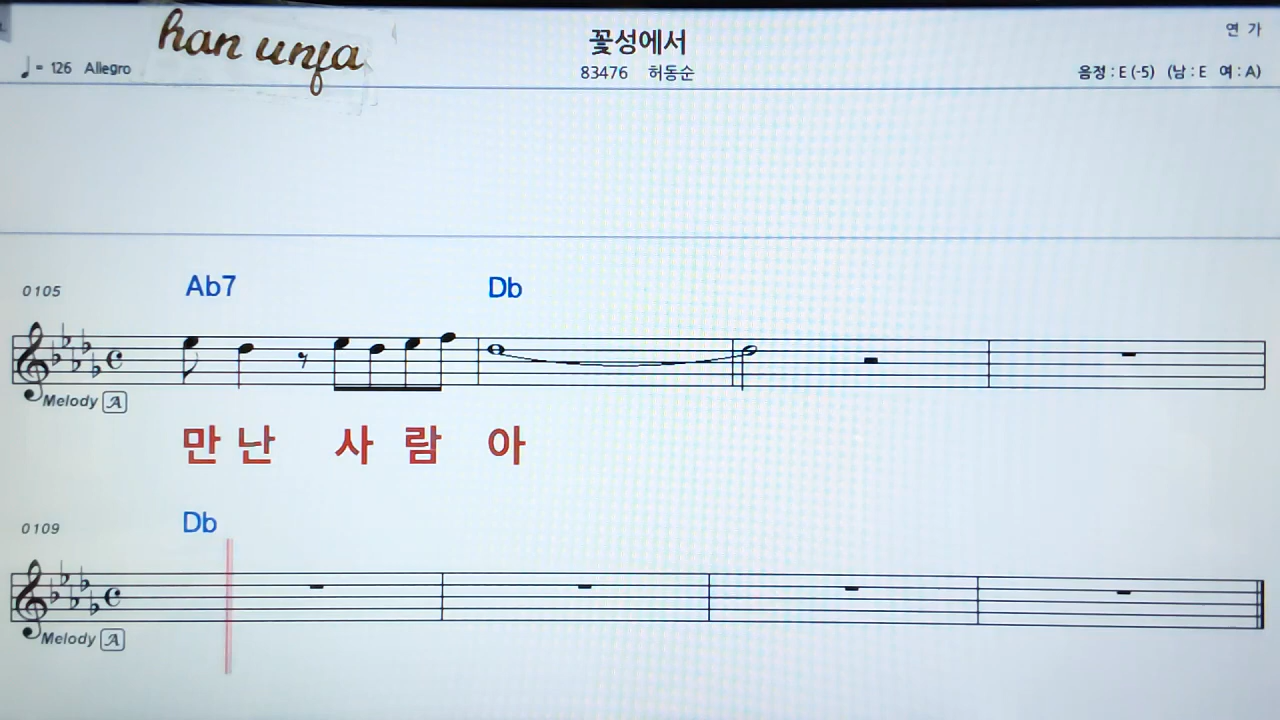 han unfa
꽃성에서
연 가
♩= 126 Allegro
83476 허동순
음정 : E (-5) (남 : E 여 : A)
0105
Ab7 Db
Melody A
만 난 사 람 아
0109
Db
Melody A